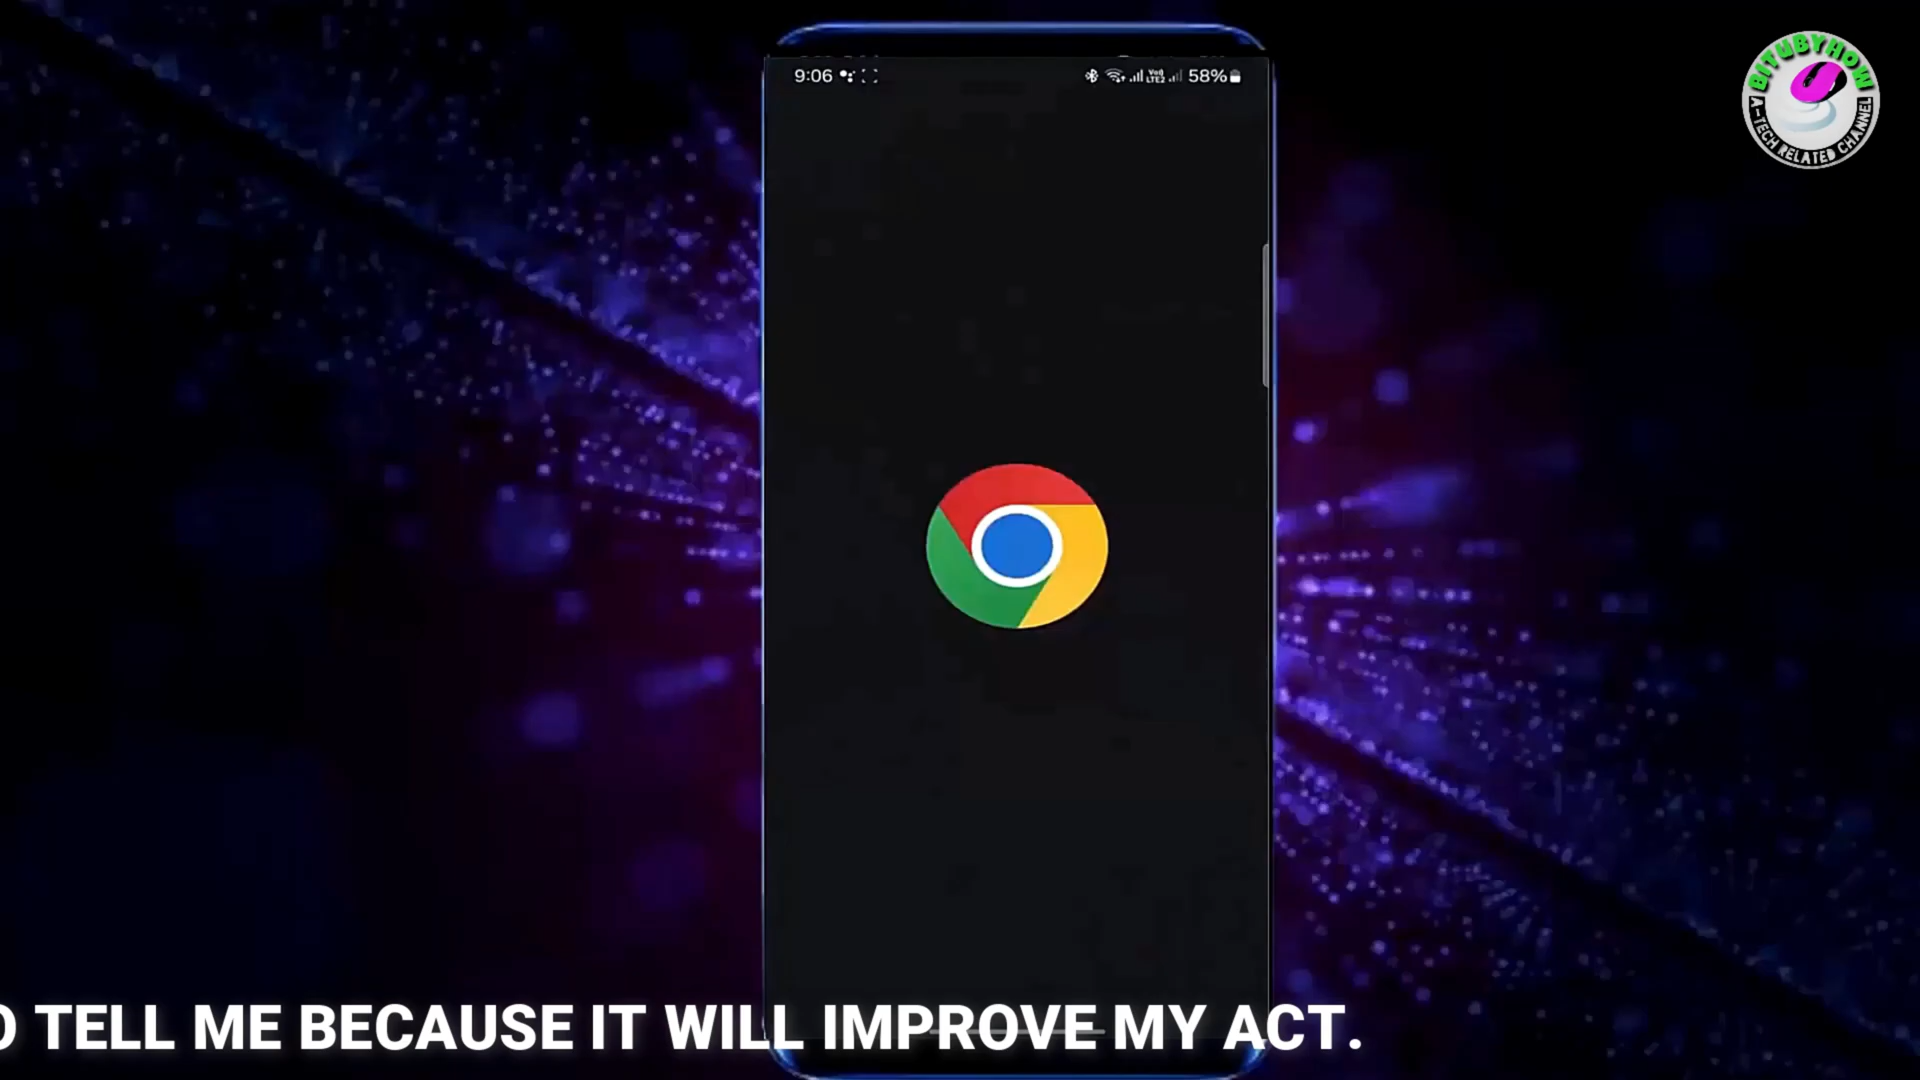 9:06
58%
BITUBYHOW
A-TECH RELATED CHANNEL
TELL ME BECAUSE IT WILL IMPROVE MY ACT.